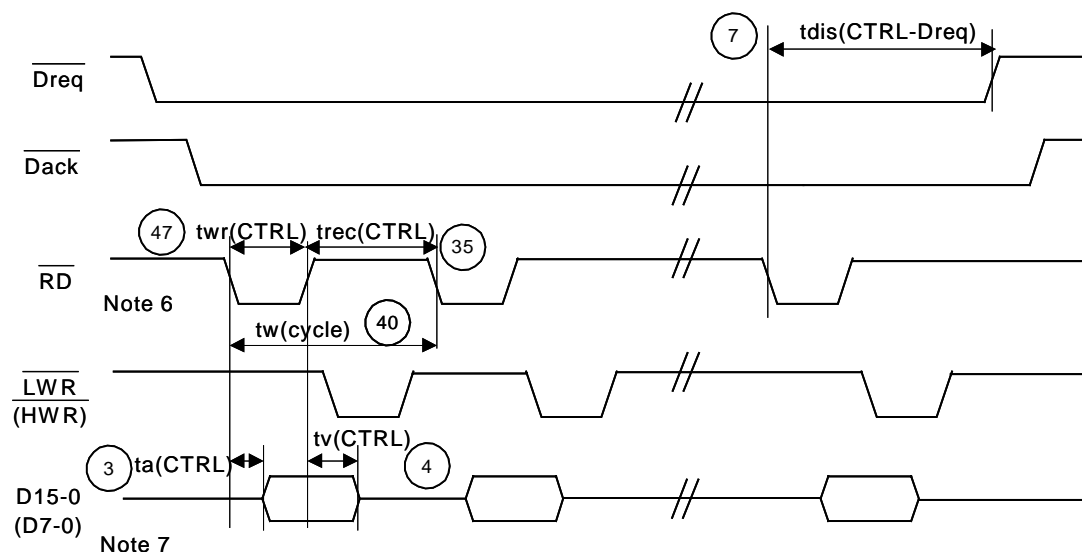 7 tdis(CTRL-Dreq)
Dreq
Dack
47 twr(CTRL) trec(CTRL) 35
RD
Note 6
tw(cycle) 40
LWR
(HWR)
tv(CTRL)
3 ta(CTRL) 4
D15-0
(D7-0)
Note 7